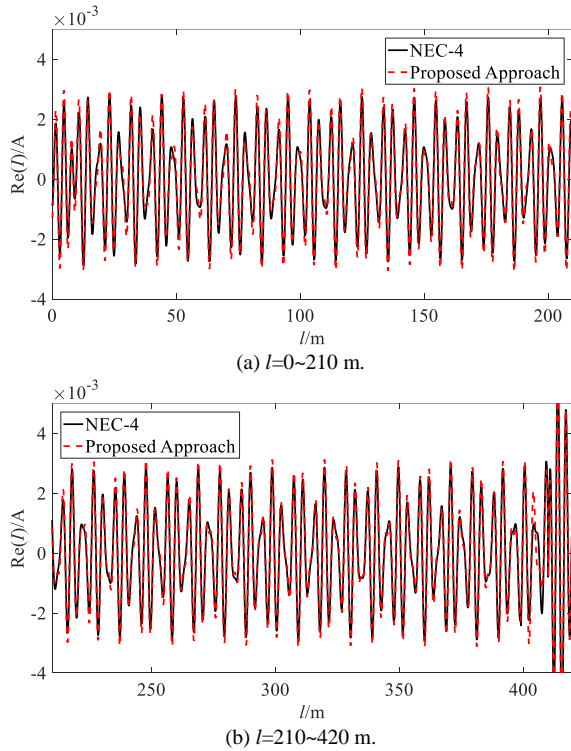 ×10⁻³
NEC-4
Proposed Approach
4
2
0
-2
-4
Re(I)/A
0 50 100 150 200
l/m
(a) l=0~210 m.
×10⁻³
NEC-4
Proposed Approach
4
2
0
-2
-4
Re(I)/A
250 300 350 400
l/m
(b) l=210~420 m.